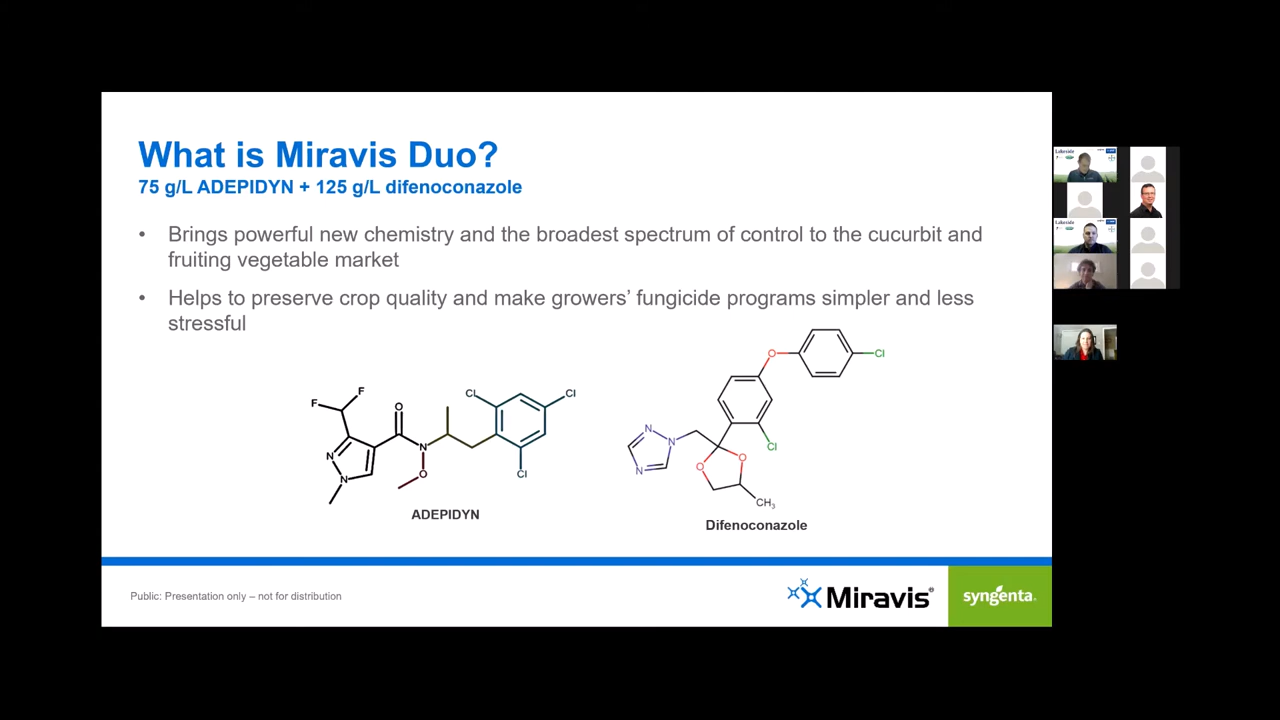 What is Miravis Duo?
75 g/L ADEPIDYN + 125 g/L difenoconazole
• Brings powerful new chemistry and the broadest spectrum of control to the cucurbit and
fruiting vegetable market
• Helps to preserve crop quality and make growers' fungicide programs simpler and less
stressful
F
F
O
N
N
N
O
Cl
Cl
Cl
ADEPIDYN
N
N
N
O
O
O
Cl
Cl
CH3
Difenoconazole
Public: Presentation only – not for distribution
Miravis®
syngenta.
Lakeside
Lakeside